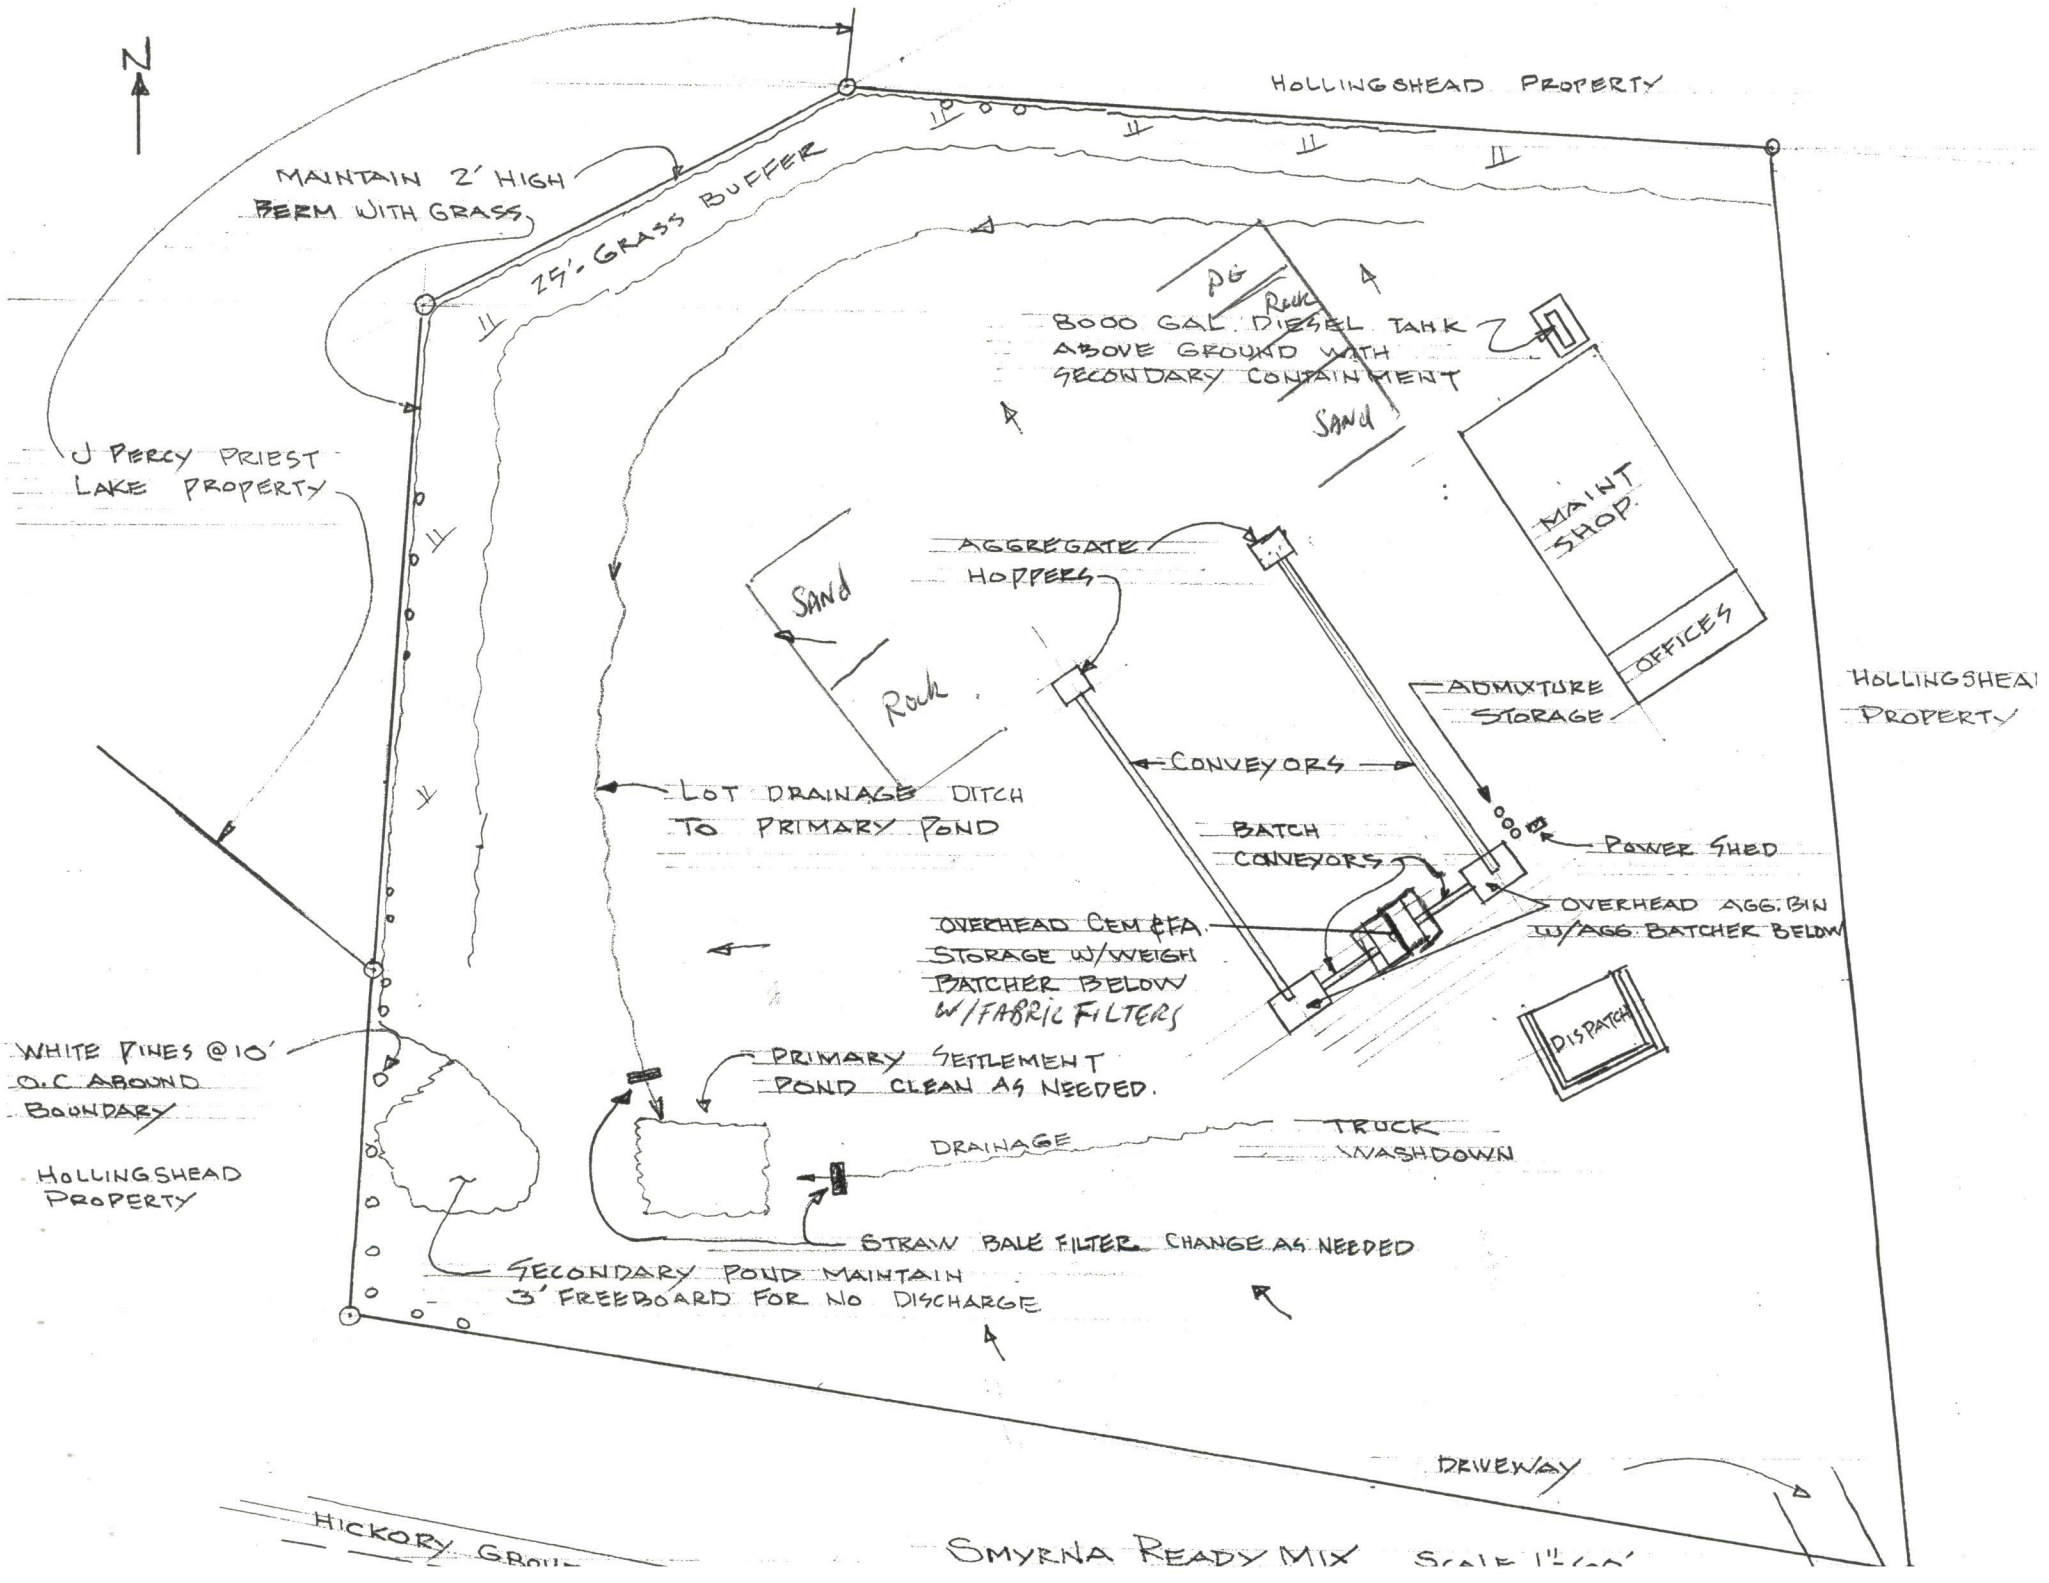 N
HOLLINGSHEAD PROPERTY
MAINTAIN 2' HIGH
BERM WITH GRASS
25'- GRASS BUFFER
DG
Rock
8000 GAL. DIESEL TANK
ABOVE GROUND WITH
SECONDARY CONTAINMENT
SAND
J PERCY PRIEST
LAKE PROPERTY
MAINT
SHOP.
OFFICES
AGGREGATE
HOPPERS
SAND
Rock
ADMIXTURE
STORAGE
HOLLINGSHEA
PROPERTY
CONVEYORS
LOT DRAINAGE DITCH
TO PRIMARY POND
BATCH
CONVEYORS
POWER SHED
OVERHEAD CEM & FA.
STORAGE W/WEIGH
BATCHER BELOW
W/FABRIC FILTERS
OVERHEAD AGG. BIN
W/AGG BATCHER BELOW
DISPATCH
WHITE PINES @ 10'
O.C AROUND
BOUNDARY
PRIMARY SETTLEMENT
POND CLEAN AS NEEDED.
DRAINAGE
TRUCK
WASHDOWN
HOLLINGSHEAD
PROPERTY
STRAW BALE FILTER CHANGE AS NEEDED
SECONDARY POND MAINTAIN
3' FREEBOARD FOR NO DISCHARGE
DRIVEWAY
HICKORY
SMYRNA READY MIX